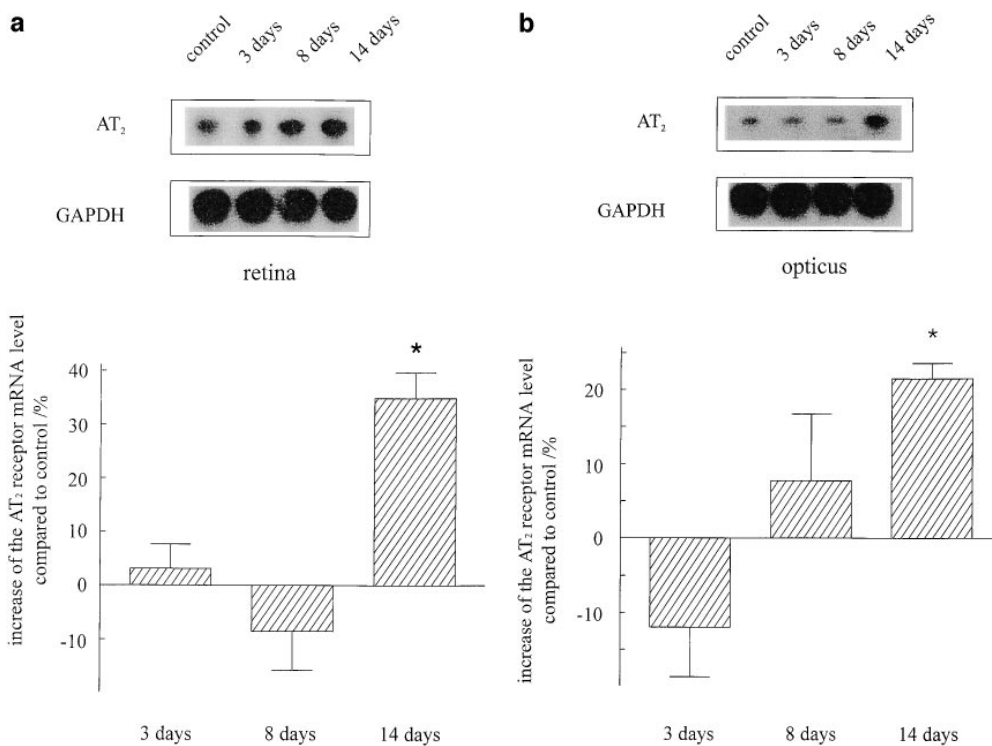 a
control
3 days
8 days
14 days
AT₂
GAPDH
retina
increase of the AT₂ receptor mRNA level
compared to control /%
40
30
20
10
0
-10
*
3 days
8 days
14 days
b
control
3 days
8 days
14 days
AT₂
GAPDH
opticus
increase of the AT₂ receptor mRNA level
compared to control /%
20
10
0
-10
*
3 days
8 days
14 days